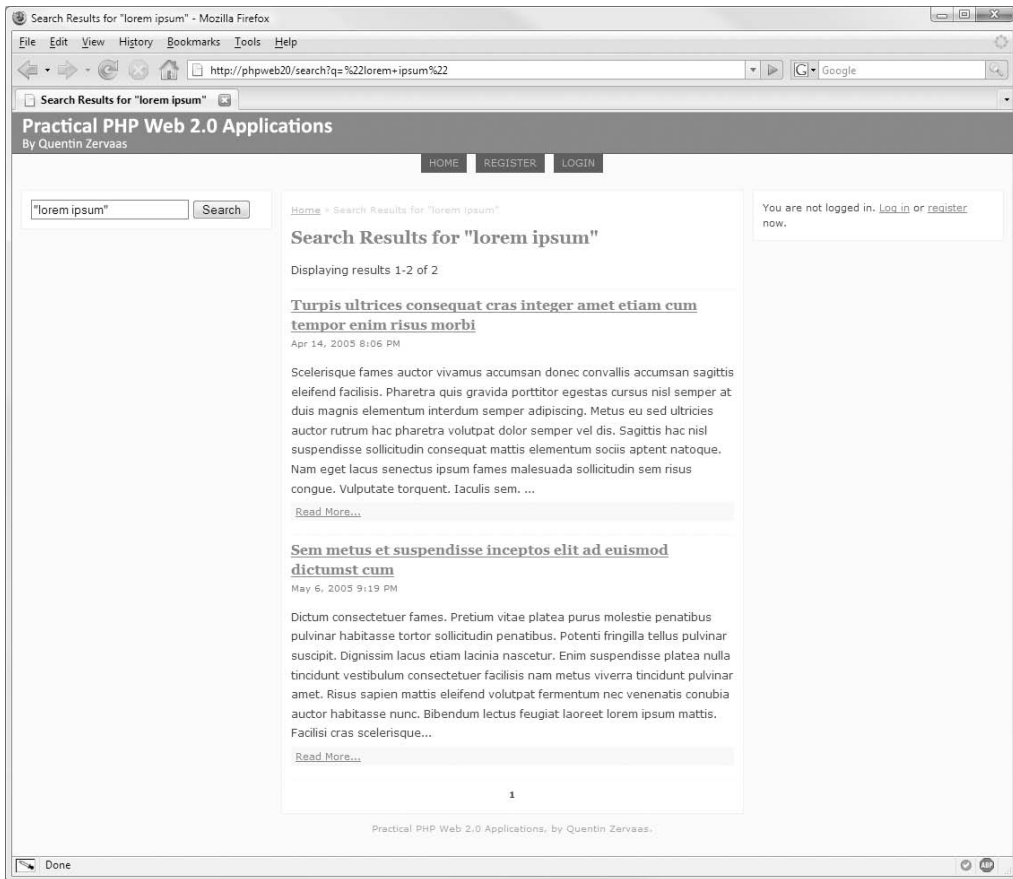 Search Results for "lorem ipsum" - Mozilla Firefox
File Edit View History Bookmarks Tools Help
http://phpweb20/search?q=%22lorem+ipsum%22
G Google
Search Results for "lorem ipsum"
Practical PHP Web 2.0 Applications
By Quentin Zervaas
HOME REGISTER LOGIN
"lorem ipsum" Search
Home » Search Results for "lorem ipsum"
Search Results for "lorem ipsum"
Displaying results 1-2 of 2
Turpis ultrices consequat cras integer amet etiam cum
tempor enim risus morbi
Apr 14, 2005 8:06 PM
Scelerisque fames auctor vivamus accumsan donec convallis accumsan sagittis
eleifend facilisis. Pharetra quis gravida porttitor egestas cursus nisl semper at
duis magnis elementum interdum semper adipiscing. Metus eu sed ultricies
auctor rutrum hac pharetra volutpat dolor semper vel dis. Sagittis hac nisl
suspendisse sollicitudin consequat mattis elementum sociis aptent natoque.
Nam eget lacus senectus ipsum fames malesuada sollicitudin sem risus
congue. Vulputate torquent. Iaculis sem. ...
Read More...
Sem metus et suspendisse inceptos elit ad euismod
dictumst cum
May 6, 2005 9:19 PM
Dictum consectetuer fames. Pretium vitae platea purus molestie penatibus
pulvinar habitasse tortor sollicitudin penatibus. Potenti fringilla tellus pulvinar
suscipit. Dignissim lacus etiam lacinia nascetur. Enim suspendisse platea nulla
tincidunt vestibulum consectetuer facilisis nam metus viverra tincidunt pulvinar
amet. Risus sapien mattis eleifend volutpat fermentum nec venenatis conubia
auctor habitasse nunc. Bibendum lectus feugiat laoreet lorem ipsum mattis.
Facilisi cras scelerisque...
Read More...
1
You are not logged in. Log in or register
now.
Practical PHP Web 2.0 Applications, by Quentin Zervaas.
Done
ABP